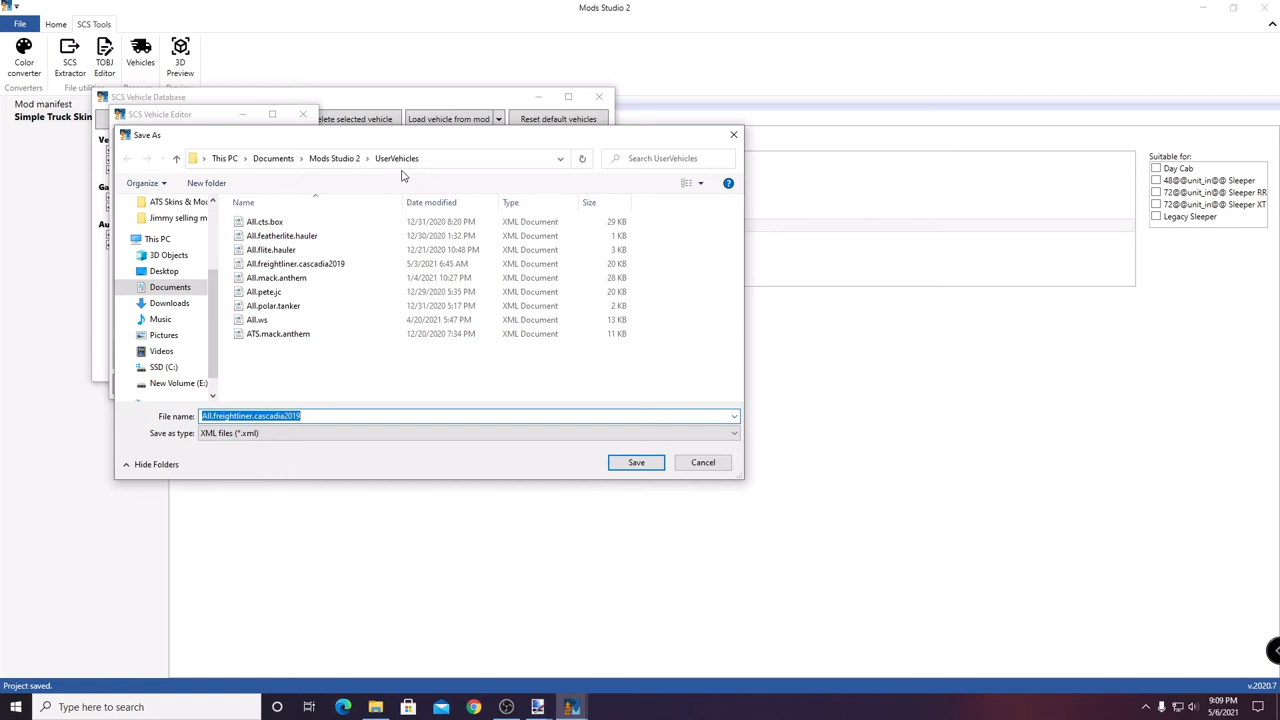 Mods Studio 2
File Home SCS Tools
Color converter
SCS Extractor
TOBJ Editor
Vehicles
3D Preview
Converters
Mod manifest
Simple Truck Skin
SCS Vehicle Database
SCS Vehicle Editor
elete selected vehicle Load vehicle from mod Reset default vehicles
Save As
This PC Documents Mods Studio 2 UserVehicles
Search UserVehicles
Organize New folder
Name Date modified Type Size
ATS Skins & Mo
Jimmy selling m
This PC
3D Objects
Desktop
Documents
Downloads
Music
Pictures
Videos
SSD (C:)
New Volume (E:)
All.cts.box 12/31/2020 8:20 PM XML Document 29 KB
All.featherlite.hauler 12/30/2020 1:32 PM XML Document 1 KB
All.flite.hauler 12/21/2020 10:48 PM XML Document 3 KB
All.freightliner.cascadia2019 5/3/2021 6:45 AM XML Document 20 KB
All.mack.anthem 1/4/2021 10:27 PM XML Document 28 KB
All.pete.jc 12/29/2020 5:35 PM XML Document 20 KB
All.polar.tanker 12/31/2020 5:17 PM XML Document 2 KB
All.ws 4/20/2021 5:47 PM XML Document 13 KB
ATS.mack.anthem 12/20/2020 7:34 PM XML Document 11 KB
File name: All.freightliner.cascadia2019
Save as type: XML files (*.xml)
Hide Folders
Save Cancel
Suitable for:
Day Cab
48@@unit_in@@ Sleeper
72@@unit_in@@ Sleeper RR
72@@unit_in@@ Sleeper XT
Legacy Sleeper
Project saved.
v.2020.7
Type here to search
09:09 PM
5/6/2021